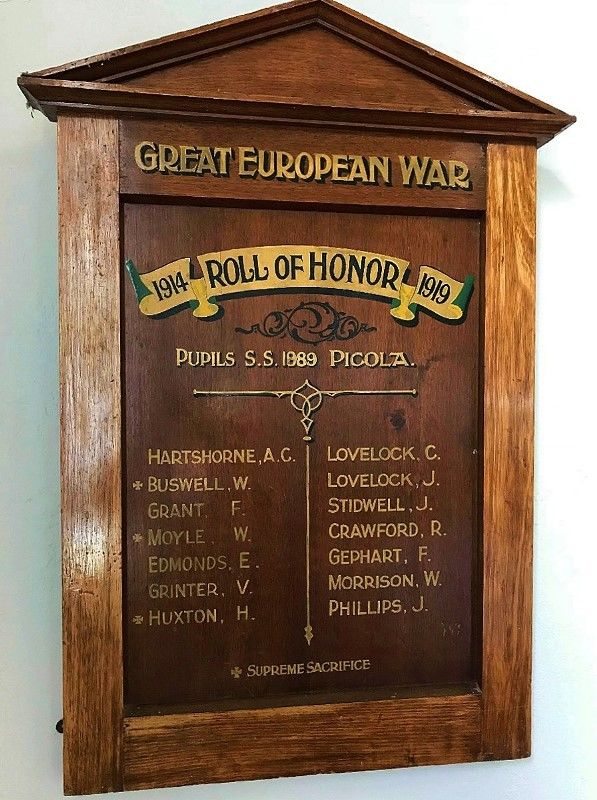 GREAT EUROPEAN WAR
1914 ROLL OF HONOR 1919
PUPILS S.S. 1989 PICOLA.
HARTSHORNE, A.C.
✠ BUSWELL, W.
GRANT, F.
✠ MOYLE, W.
EDMONDS, E.
GRINTER, V.
✠ HUXTON, H.
LOVELOCK, C.
LOVELOCK, J.
STIDWELL, J.
CRAWFORD, R.
GEPHART, F.
MORRISON, W.
PHILLIPS, J.
✠ SUPREME SACRIFICE